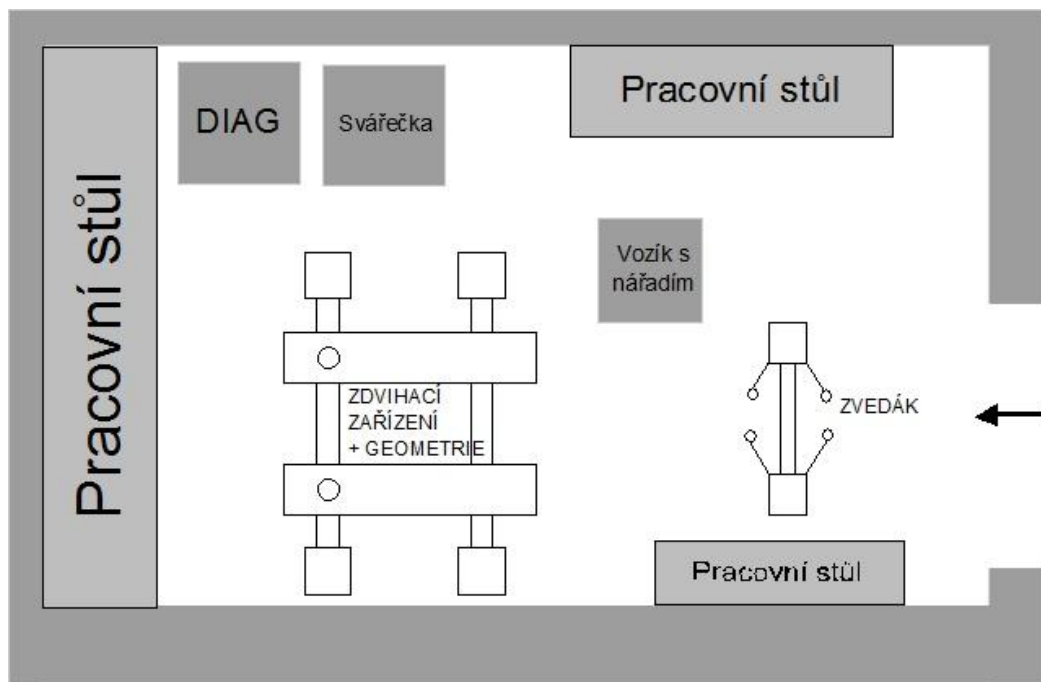 Pracovní stůl
DIAG
Svářečka
Pracovní stůl
Vozík s
nářadím
ZDVIHACÍ
ZAŘÍZENÍ
+ GEOMETRIE
ZVEDÁK
Pracovní stůl